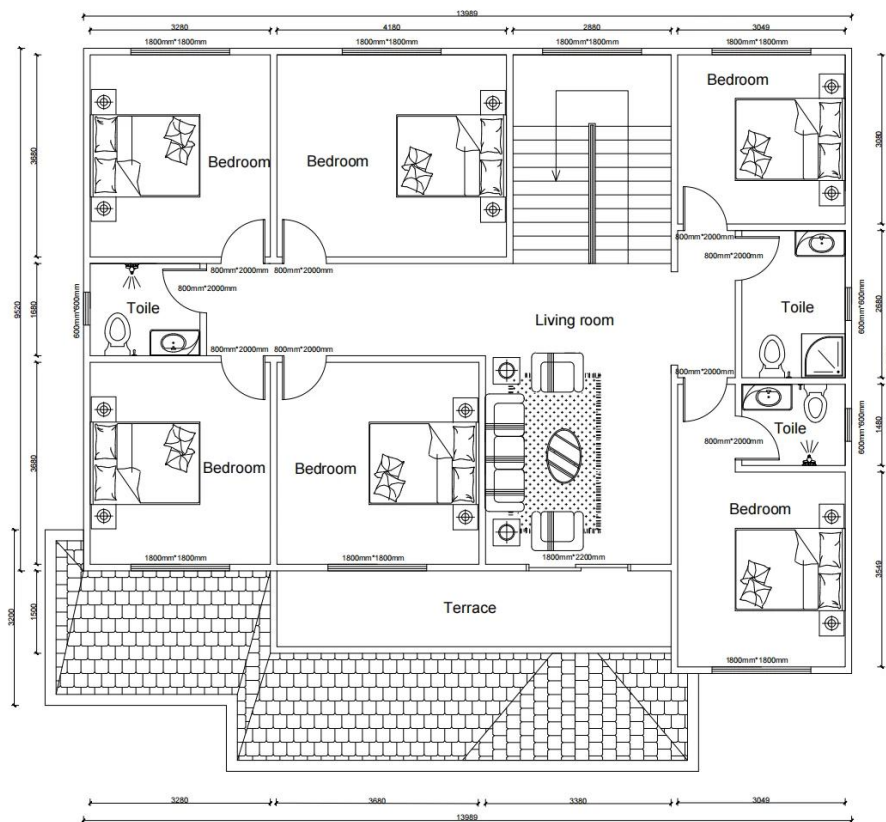 13989
3280 4180 2880 3049
1800mm*1800mm 1800mm*1800mm 1800mm*1800mm 1800mm*1800mm
Bedroom
3680
3080
Bedroom Bedroom
9520
800mm*2000mm 800mm*2000mm
800mm*2000mm
800mm*2000mm
800mm*2000mm
1680
600mm*600mm
Toile
Living room
Toile
600mm*600mm
2680
800mm*2000mm 800mm*2000mm
800mm*2000mm
Toile
600mm*600mm
1480
800mm*2000mm
3680
Bedroom Bedroom
Bedroom
1800mm*1800mm 1800mm*1800mm 1800mm*2200mm
3549
3200
1500
Terrace
1800mm*1800mm
3280 3680 3380 3049
13989